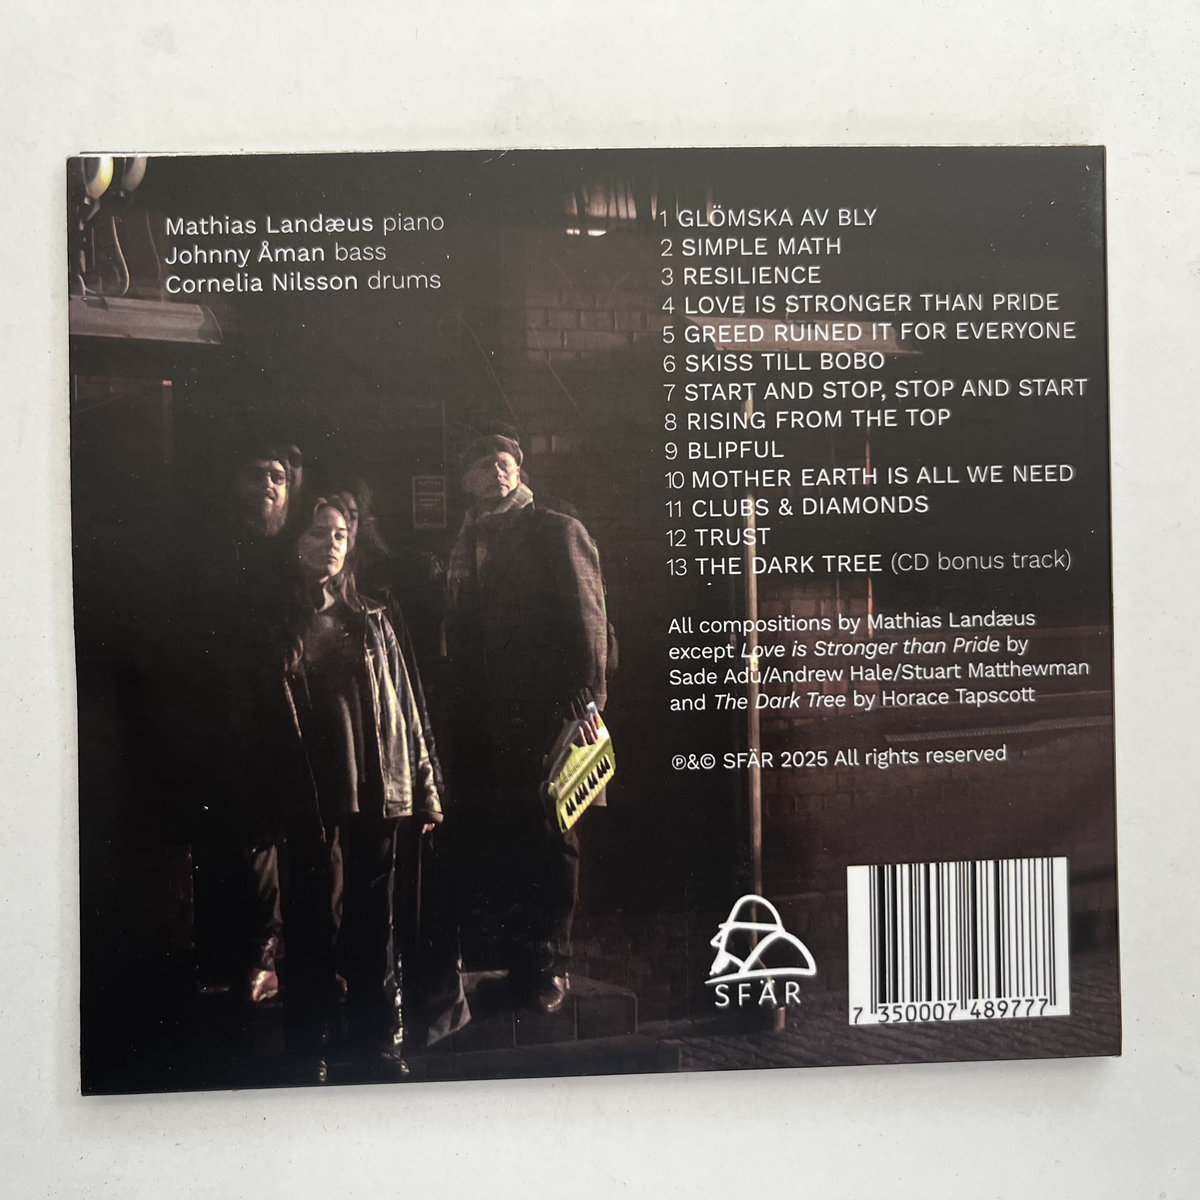 Mathias Landæus piano
Johnny Åman bass
Cornelia Nilsson drums
1 GLÖMSKA AV BLY
2 SIMPLE MATH
3 RESILIENCE
4 LOVE IS STRONGER THAN PRIDE
5 GREED RUINED IT FOR EVERYONE
6 SKISS TILL BOBO
7 START AND STOP, STOP AND START
8 RISING FROM THE TOP
9 BLIPFUL
10 MOTHER EARTH IS ALL WE NEED
11 CLUBS & DIAMONDS
12 TRUST
13 THE DARK TREE (CD bonus track)
All compositions by Mathias Landæus
except Love is Stronger than Pride by
Sade Adu/Andrew Hale/Stuart Matthewman
and The Dark Tree by Horace Tapscott
℗&© SFÄR 2025 All rights reserved
SFÄR
7 350007 489777